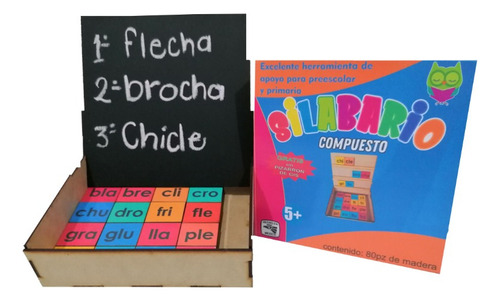 1=Flecha
2=brocha
3=Chicle
bla bre cli cro
chu dro fri fle
gra glu lla ple
Excelente herramienta de
apoyo para preescolar
y primaria
SILABARIO
COMPUESTO
5+
contenido: 80pz de madera